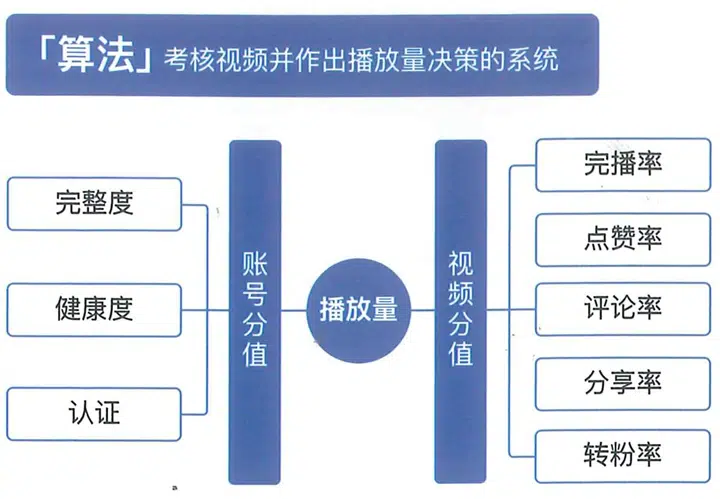 「算法」考核视频并作出播放量决策的系统
完整度
健康度
认证
账号分值
播放量
视频分值
完播率
点赞率
评论率
分享率
转粉率